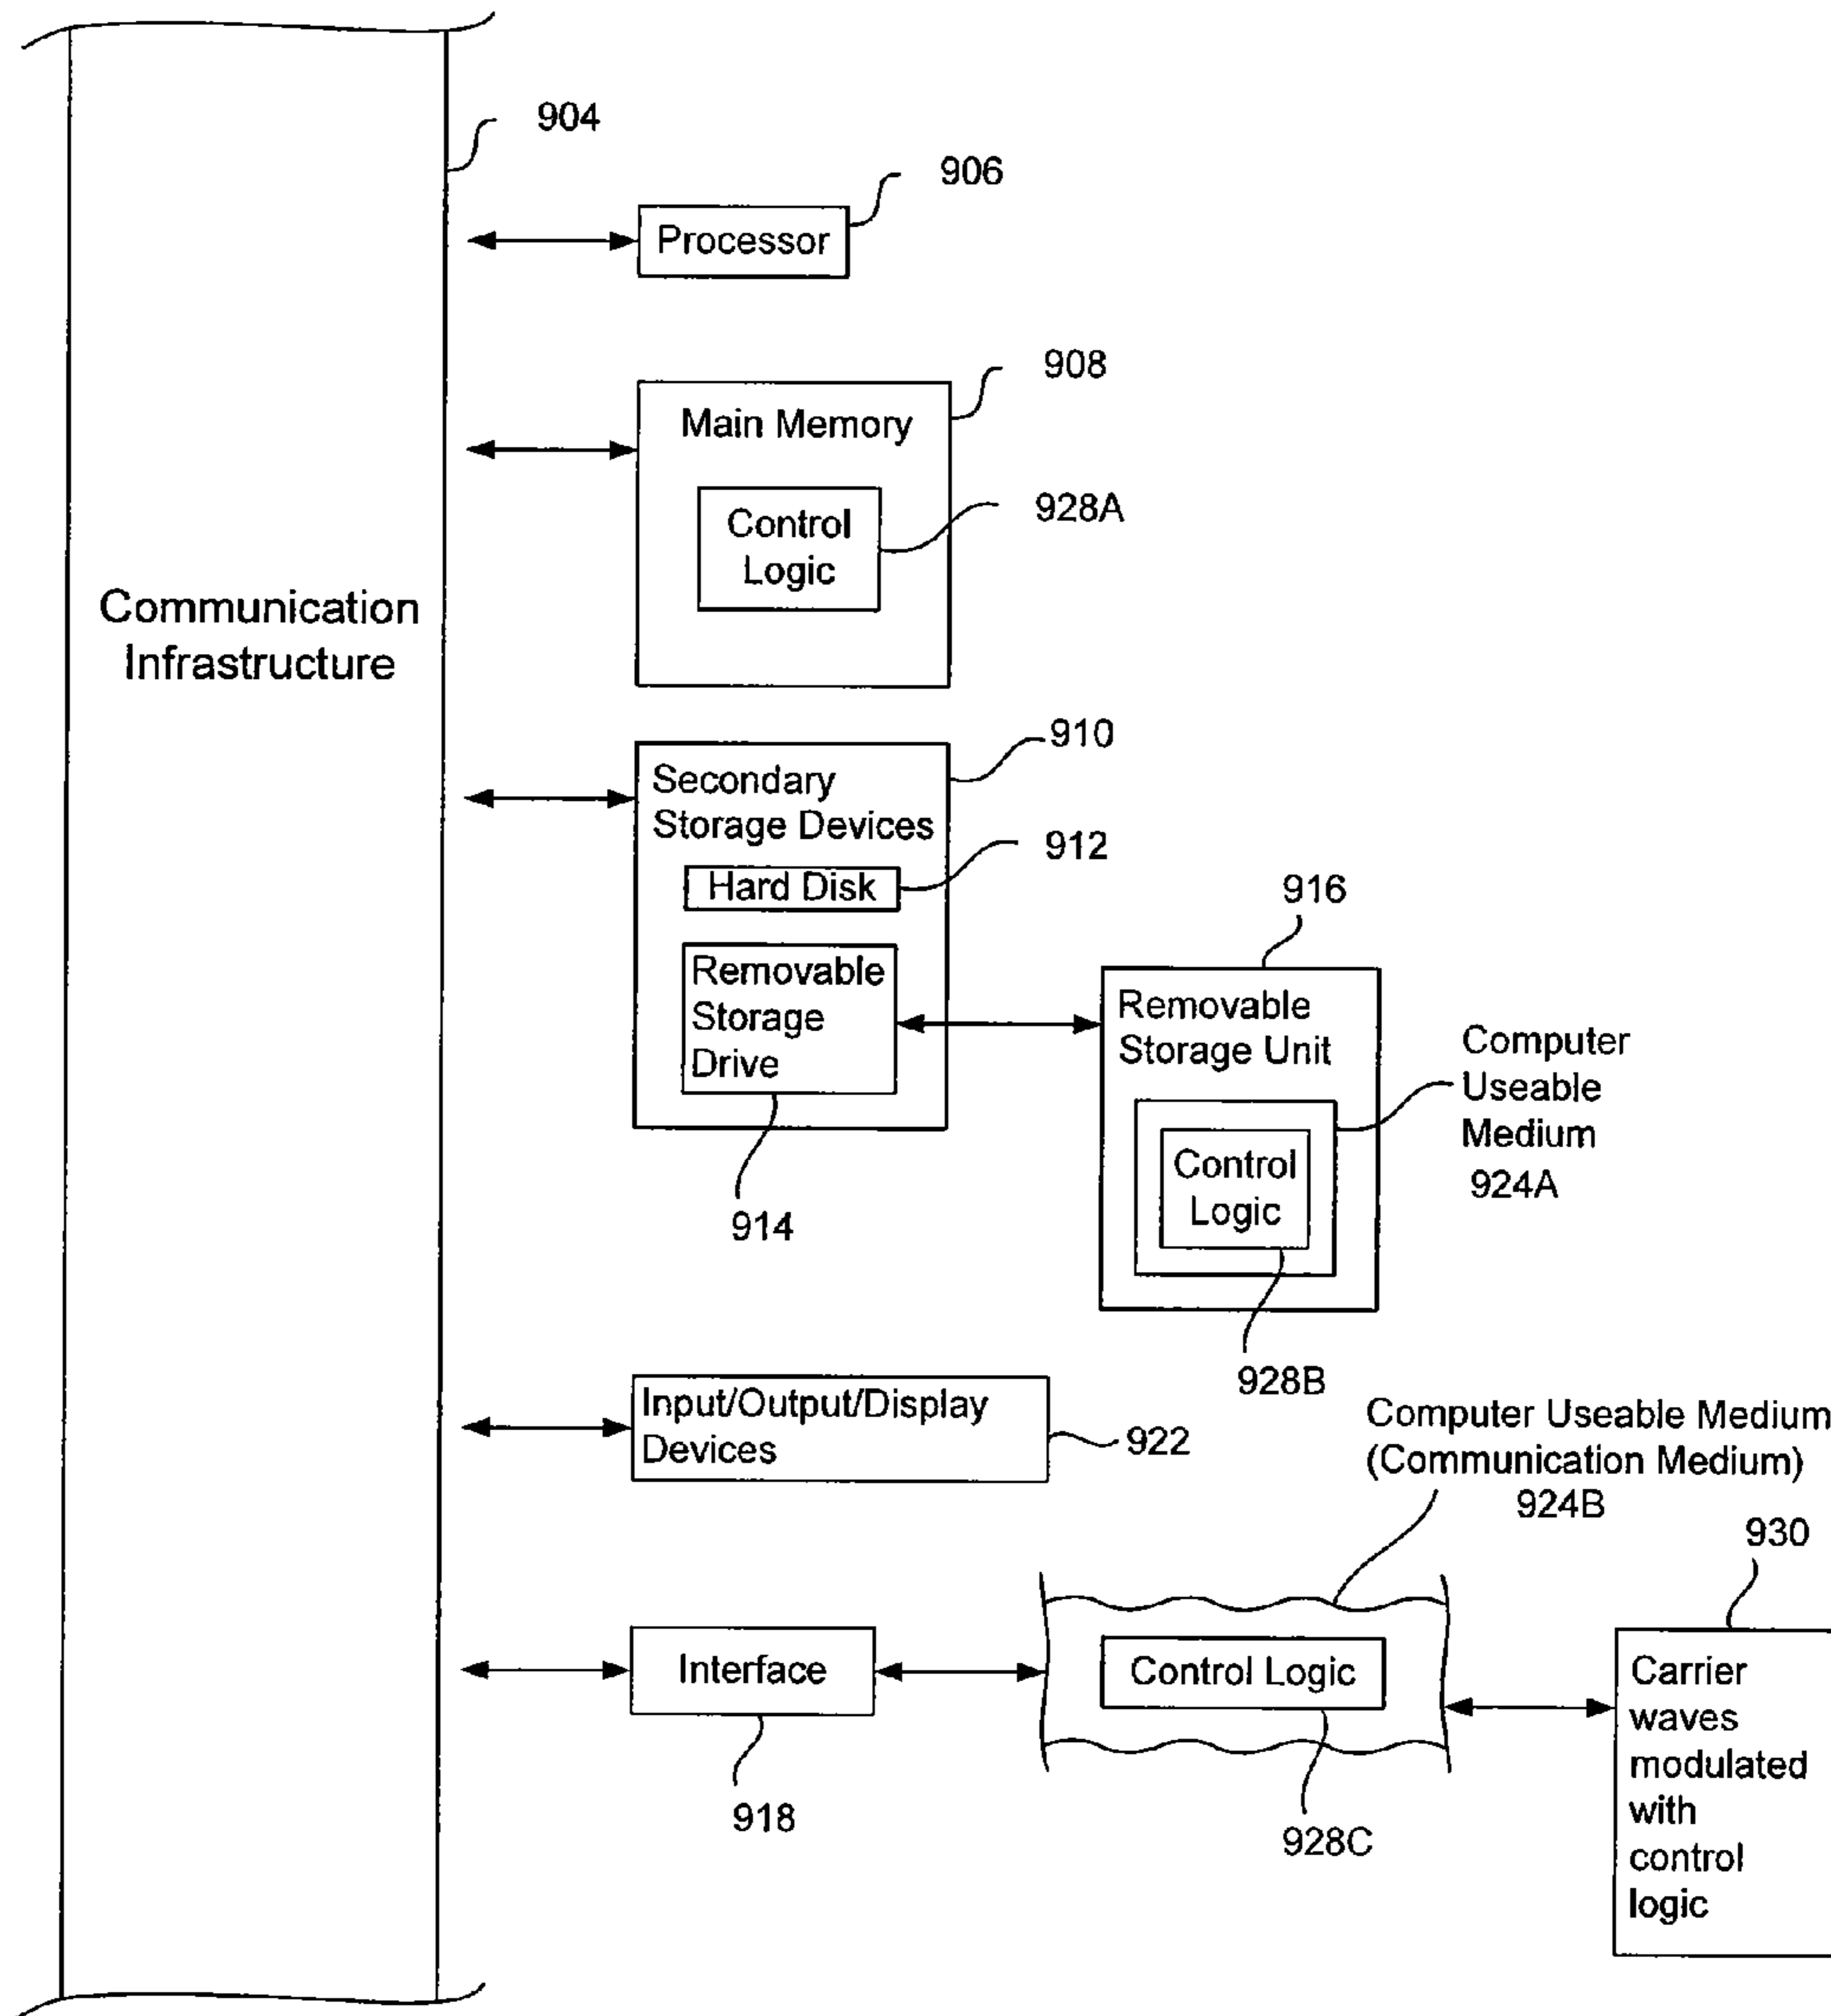 904
906
Processor
908
Main Memory
928A
Control
Logic
Communication
Infrastructure
910
Secondary
Storage Devices
912
Hard Disk
916
Removable
Storage
Drive
Removable
Storage Unit
Computer
Useable
Medium
924A
Control
Logic
914
928B
Input/Output/Display
Devices
922
Computer Useable Medium
(Communication Medium)
924B
930
Interface
Control Logic
Carrier
waves
modulated
with
control
logic
918
928C